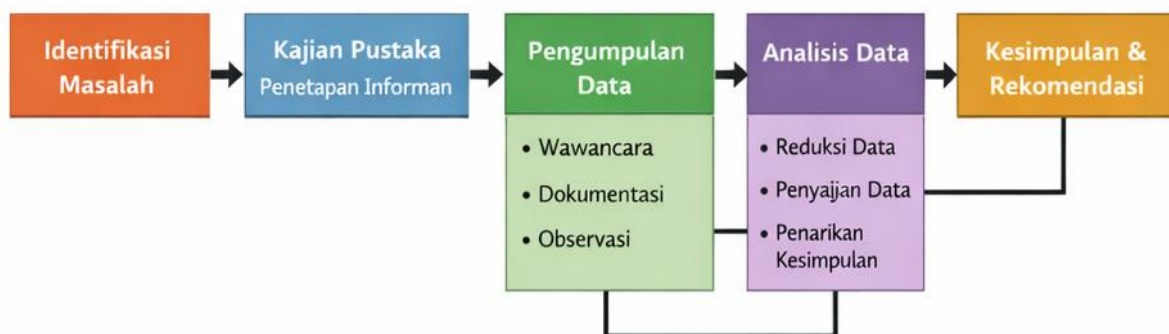 Identifikasi
Masalah
Kajian Pustaka
Penetapan Informan
Pengumpulan
Data
• Wawancara
• Dokumentasi
• Observasi
Analisis Data
• Reduksi Data
• Penyaijan Data
• Penarikan
Kesimpulan
Kesimpulan &
Rekomendasi